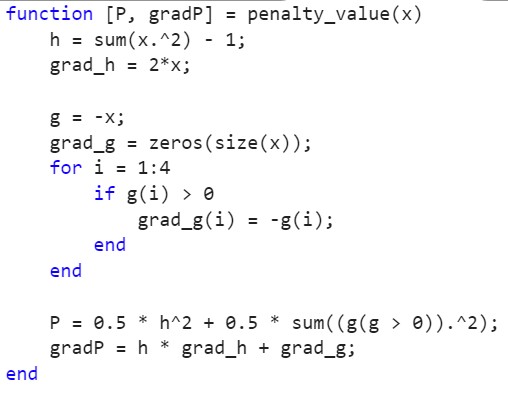 function [P, gradP] = penalty_value(x)
    h = sum(x.^2) - 1;
    grad_h = 2*x;

    g = -x;
    grad_g = zeros(size(x));
    for i = 1:4
        if g(i) > 0
            grad_g(i) = -g(i);
        end
    end

    P = 0.5 * h^2 + 0.5 * sum((g(g > 0)).^2);
    gradP = h * grad_h + grad_g;
end